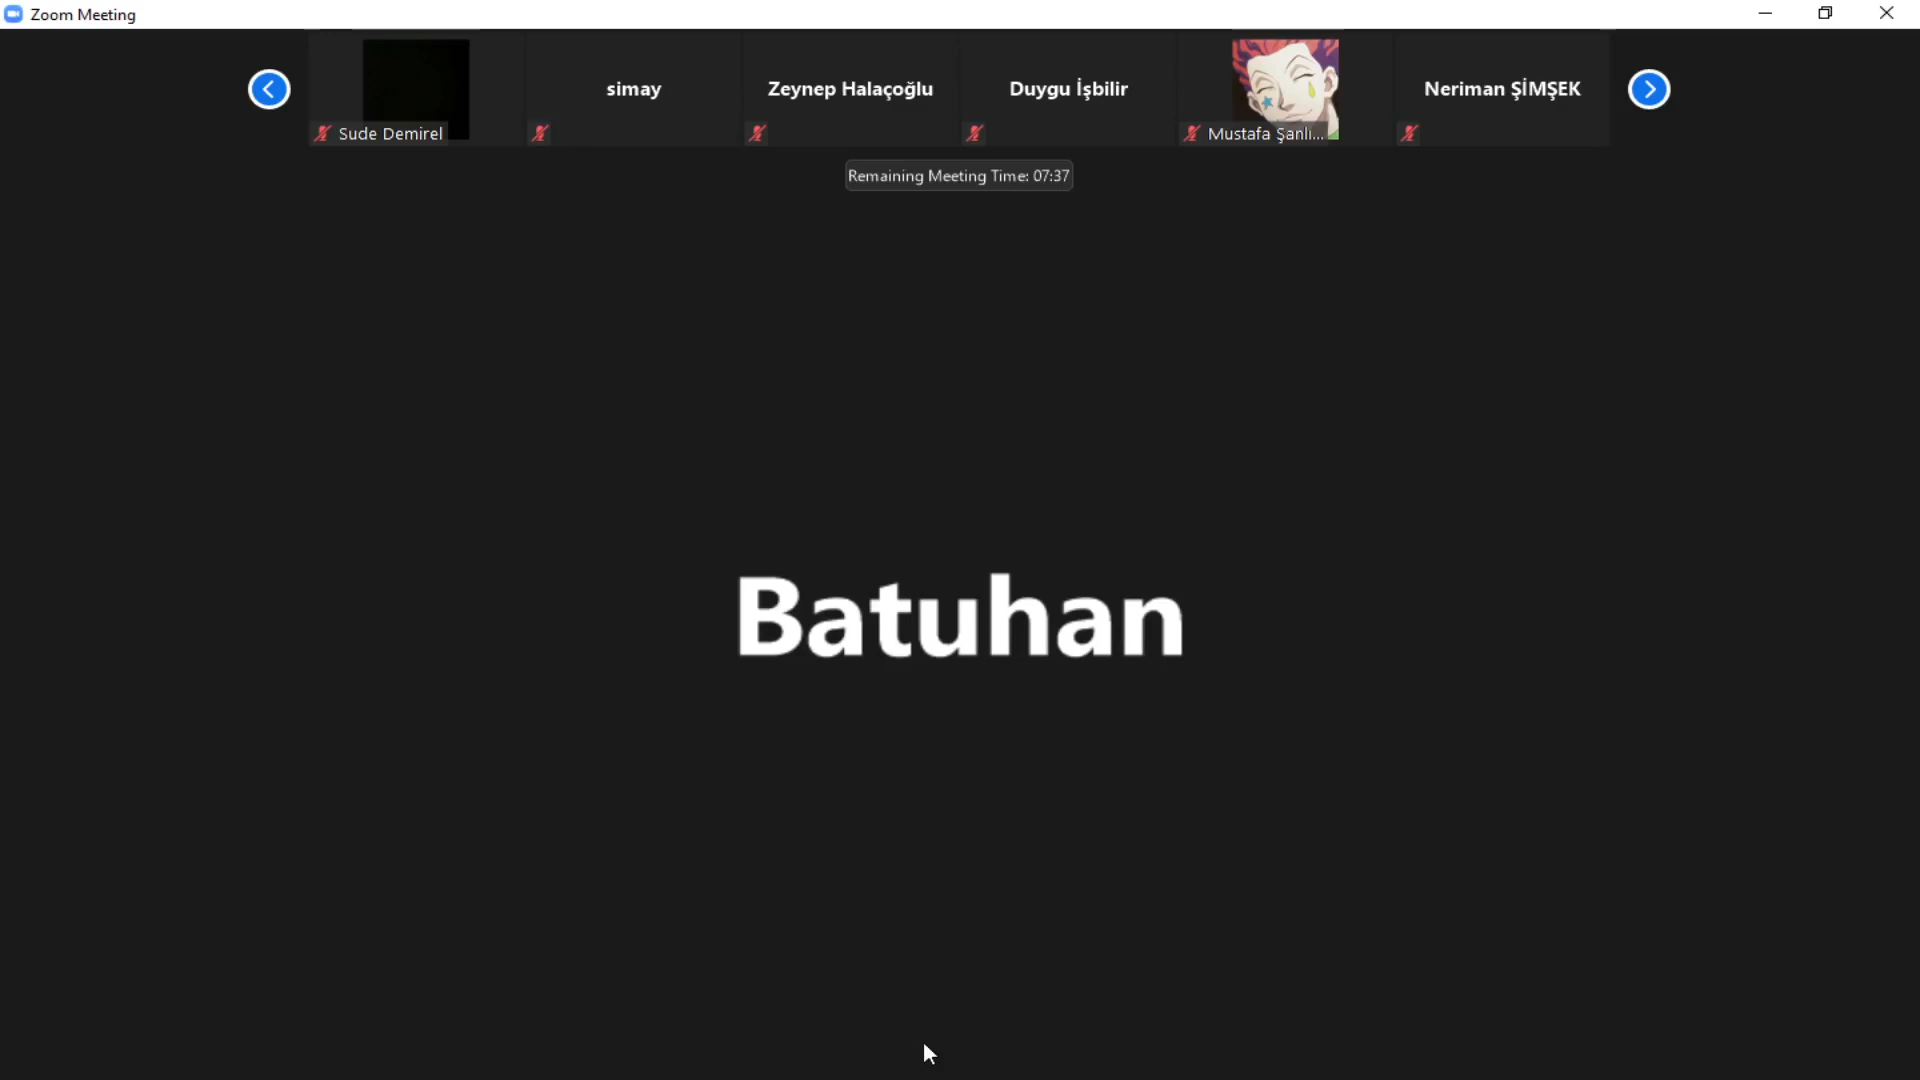 Zoom Meeting
simay
Zeynep Halaçoğlu
Duygu İşbilir
Neriman ŞİMŞEK
Sude Demirel
Mustafa Şanlı...
Remaining Meeting Time: 07:37
Batuhan